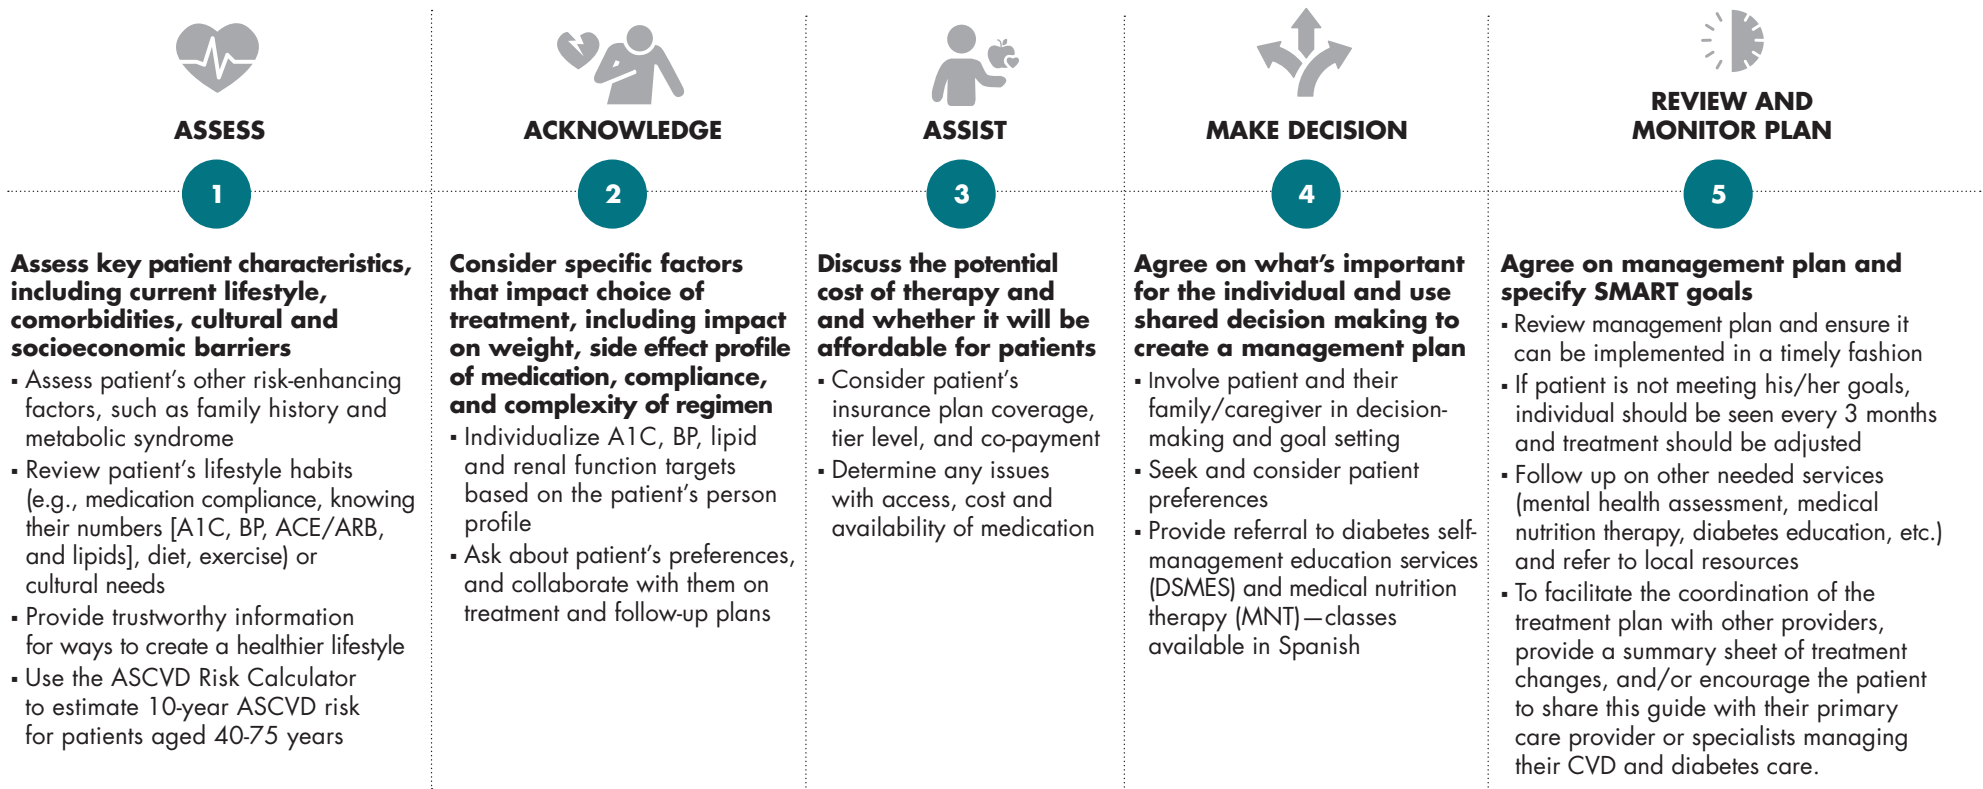 ASSESS
1
Assess key patient characteristics,
including current lifestyle,
comorbidities, cultural and
socioeconomic barriers
▪ Assess patient's other risk-enhancing
factors, such as family history and
metabolic syndrome
▪ Review patient's lifestyle habits
(e.g., medication compliance, knowing
their numbers [A1C, BP, ACE/ARB,
and lipids], diet, exercise) or
cultural needs
▪ Provide trustworthy information
for ways to create a healthier lifestyle
▪ Use the ASCVD Risk Calculator
to estimate 10-year ASCVD risk
for patients aged 40-75 years
ACKNOWLEDGE
2
Consider specific factors
that impact choice of
treatment, including impact
on weight, side effect profile
of medication, compliance,
and complexity of regimen
▪ Individualize A1C, BP, lipid
and renal function targets
based on the patient's person
profile
▪ Ask about patient's preferences,
and collaborate with them on
treatment and follow-up plans
ASSIST
3
Discuss the potential
cost of therapy and
and whether it will be
affordable for patients
▪ Consider patient's
insurance plan coverage,
tier level, and co-payment
▪ Determine any issues
with access, cost and
availability of medication
MAKE DECISION
4
Agree on what's important
for the individual and use
shared decision making to
create a management plan
▪ Involve patient and their
family/caregiver in decision-
making and goal setting
▪ Seek and consider patient
preferences
▪ Provide referral to diabetes self-
management education services
(DSMES) and medical nutrition
therapy (MNT)—classes
available in Spanish
REVIEW AND
MONITOR PLAN
5
Agree on management plan and
specify SMART goals
▪ Review management plan and ensure it
can be implemented in a timely fashion
▪ If patient is not meeting his/her goals,
individual should be seen every 3 months
and treatment should be adjusted
▪ Follow up on other needed services
(mental health assessment, medical
nutrition therapy, diabetes education, etc.)
and refer to local resources
▪ To facilitate the coordination of the
treatment plan with other providers,
provide a summary sheet of treatment
changes, and/or encourage the patient
to share this guide with their primary
care provider or specialists managing
their CVD and diabetes care.